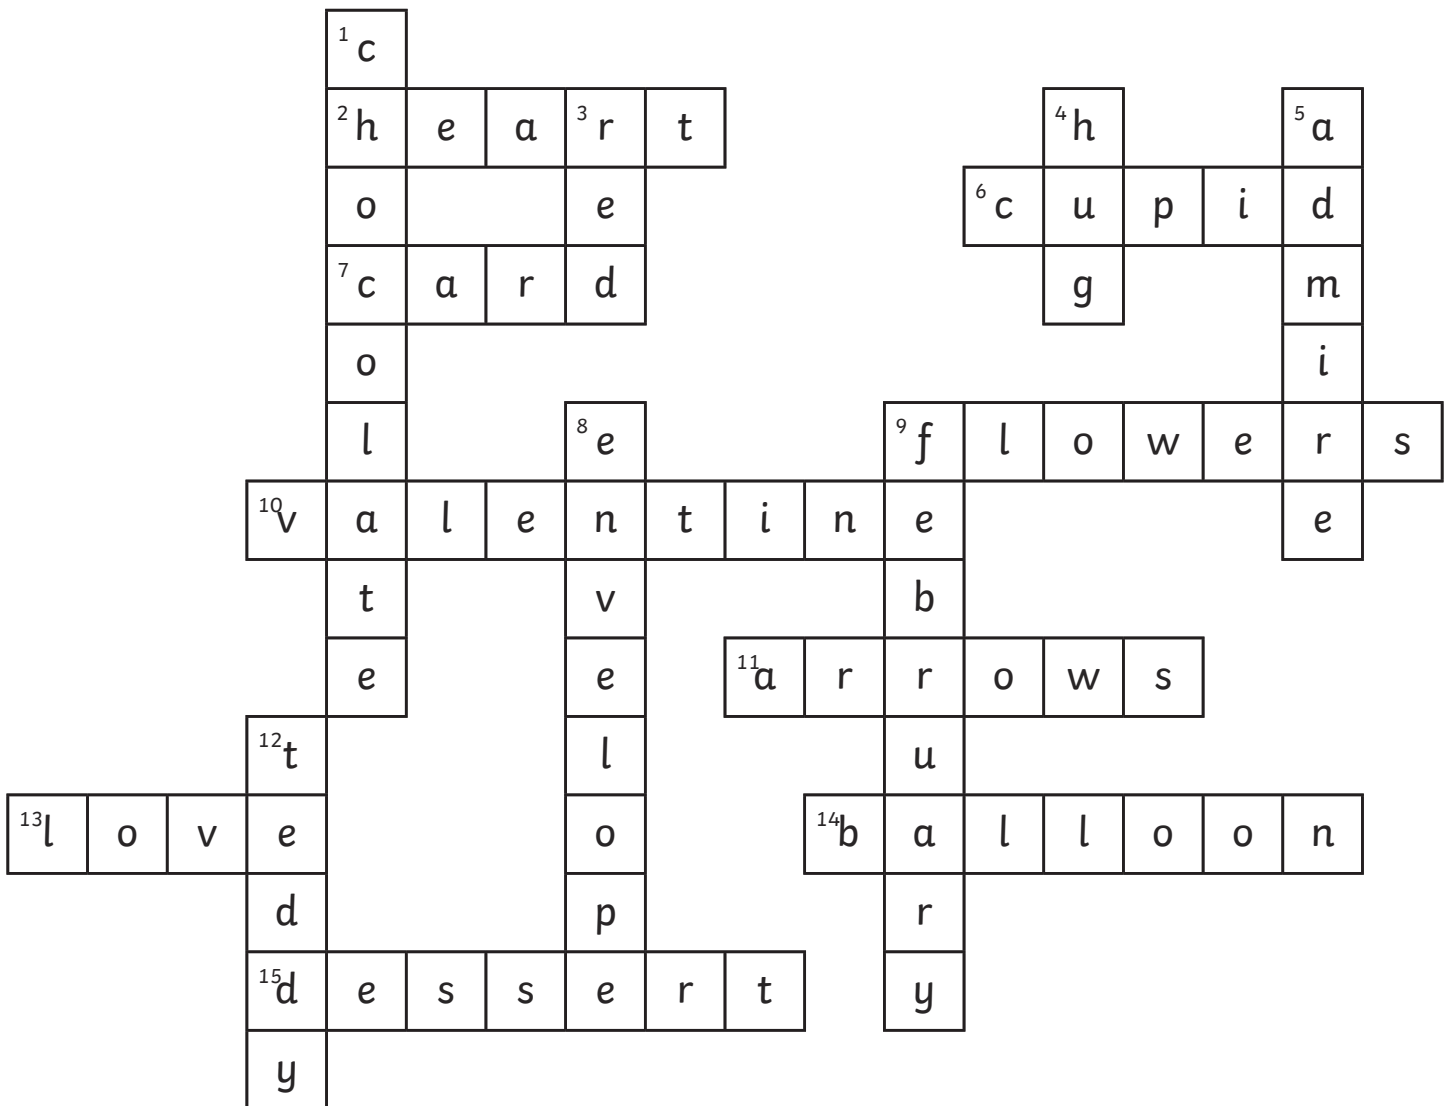 1 c
2 h e a 3 r t 4 h 5 a
o e 6 c u p i d
7 c a r d g m
o i
l 8 e 9 f l o w e r s
10 v a l e n t i n e e
t v b
e e 11 a r r o w s
12 t l u
13 l o v e o 14 b a l l o o n
d p r
15 d e s s e r t y
y